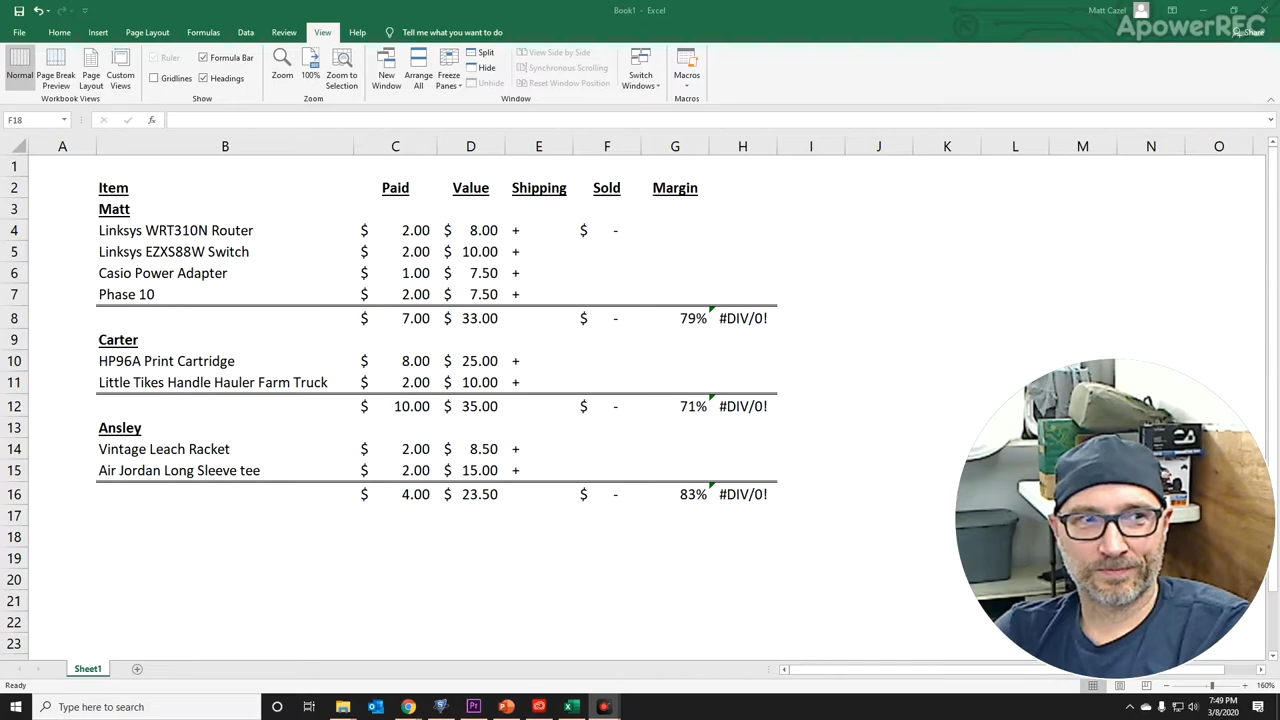 Book1 - Excel
Matt Cazel
ApowerREC
File Home Insert Page Layout Formulas Data Review View Help Tell me what you want to do Share
Normal Page Break Preview Page Layout Custom Views
Ruler Formula Bar
Gridlines Headings
Zoom 100% Zoom to Selection
New Window Arrange All Freeze Panes
Split
Hide
Unhide
View Side by Side
Synchronous Scrolling
Reset Window Position
Switch Windows Macros
Workbook Views Show Zoom Window Macros
F18 fx
A B C D E F G H I J K L M N O
1
2 Item Paid Value Shipping Sold Margin
3 Matt
4 Linksys WRT310N Router $ 2.00 $ 8.00 + $ -
5 Linksys EZXS88W Switch $ 2.00 $ 10.00 +
6 Casio Power Adapter $ 1.00 $ 7.50 +
7 Phase 10 $ 2.00 $ 7.50 +
8 $ 7.00 $ 33.00 $ - 79% #DIV/0!
9 Carter
10 HP96A Print Cartridge $ 8.00 $ 25.00 +
11 Little Tikes Handle Hauler Farm Truck $ 2.00 $ 10.00 +
12 $ 10.00 $ 35.00 $ - 71% #DIV/0!
13 Ansley
14 Vintage Leach Racket $ 2.00 $ 8.50 +
15 Air Jordan Long Sleeve tee $ 2.00 $ 15.00 +
16 $ 4.00 $ 23.50 $ - 83% #DIV/0!
17
18
19
20
21
22
23
Sheet1
Ready 160%
Type here to search
7:49 PM
3/8/2020